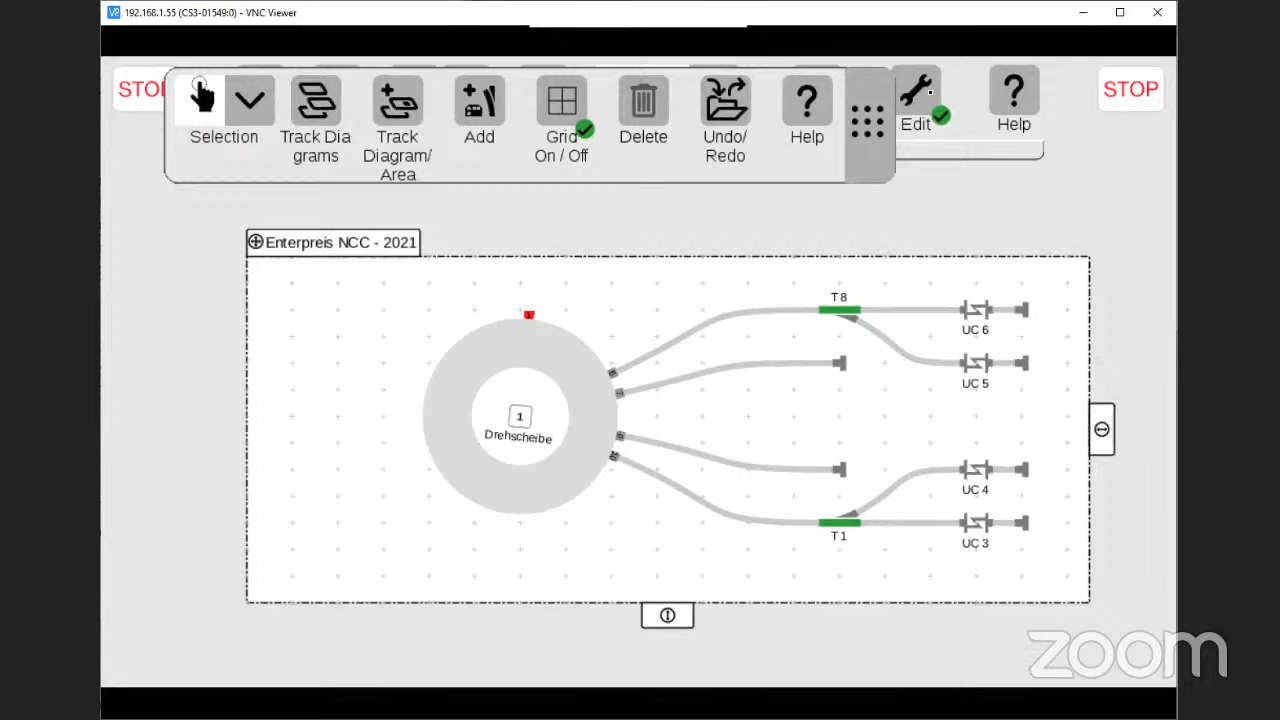 192.168.1.55 (CS3-01549:0) - VNC Viewer
STOP
Selection
Track Dia
grams
Track
Diagram/
Area
Add
Grid
On / Off
Delete
Undo/
Redo
Help
Edit
Help
STOP
Enterpreis NCC - 2021
T 8
UC 6
UC 5
1
Drehscheibe
UC 4
T 1
UC 3
zoom